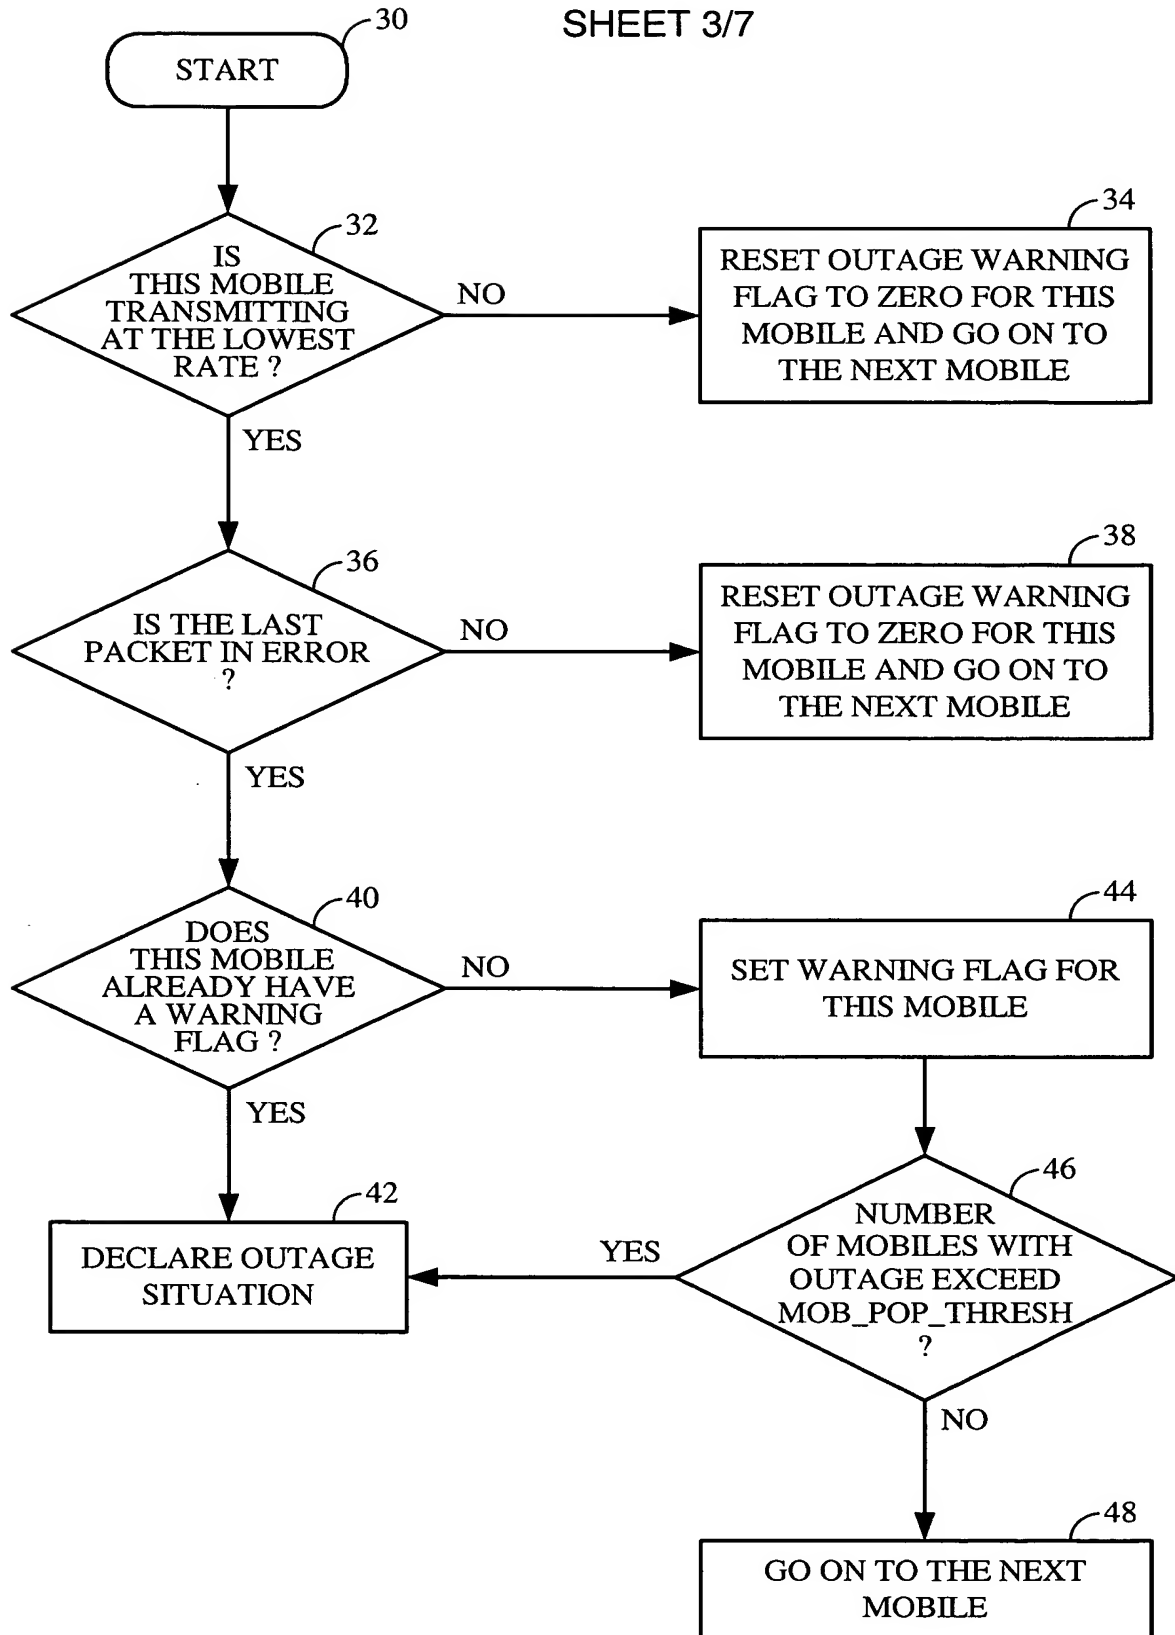 SHEET 3/7
30
START
32
IS
THIS MOBILE
TRANSMITTING
AT THE LOWEST
RATE ?
NO
34
RESET OUTAGE WARNING
FLAG TO ZERO FOR THIS
MOBILE AND GO ON TO
THE NEXT MOBILE
YES
36
IS THE LAST
PACKET IN ERROR
?
NO
38
RESET OUTAGE WARNING
FLAG TO ZERO FOR THIS
MOBILE AND GO ON TO
THE NEXT MOBILE
YES
40
DOES
THIS MOBILE
ALREADY HAVE
A WARNING
FLAG ?
NO
44
SET WARNING FLAG FOR
THIS MOBILE
YES
42
DECLARE OUTAGE
SITUATION
YES
46
NUMBER
OF MOBILES WITH
OUTAGE EXCEED
MOB_POP_THRESH
?
NO
48
GO ON TO THE NEXT
MOBILE